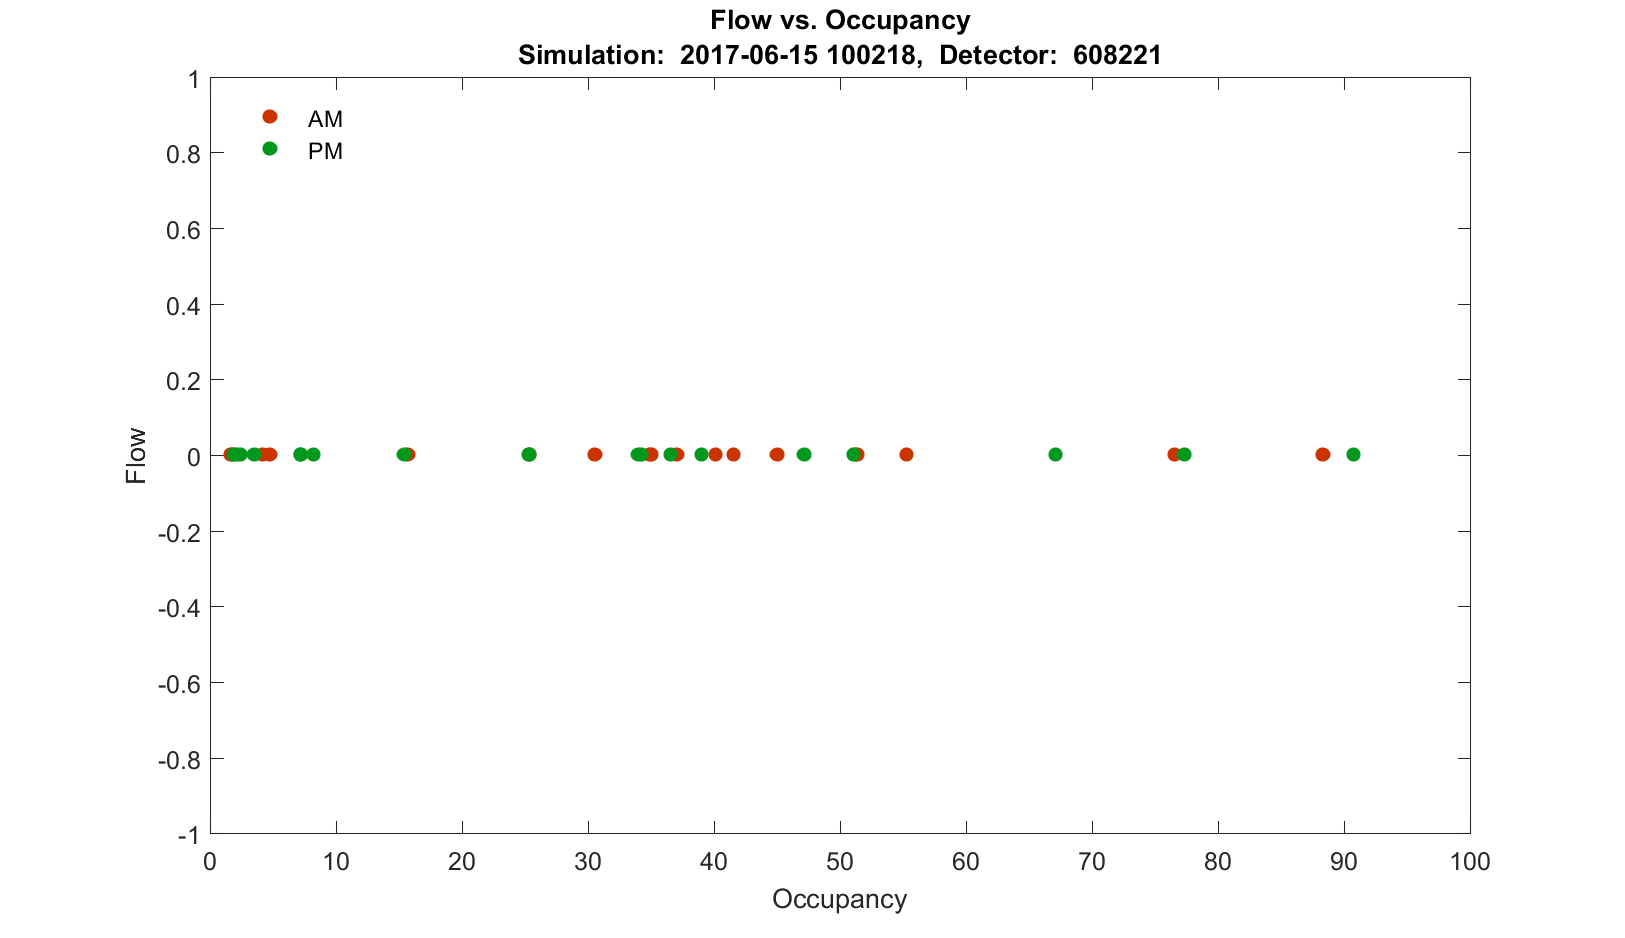 Flow vs. Occupancy
Simulation:  2017-06-15 100218,  Detector:  608221
AM
PM
1
0.8
0.6
0.4
0.2
0
-0.2
-0.4
-0.6
-0.8
-1
Flow
0 10 20 30 40 50 60 70 80 90 100
Occupancy